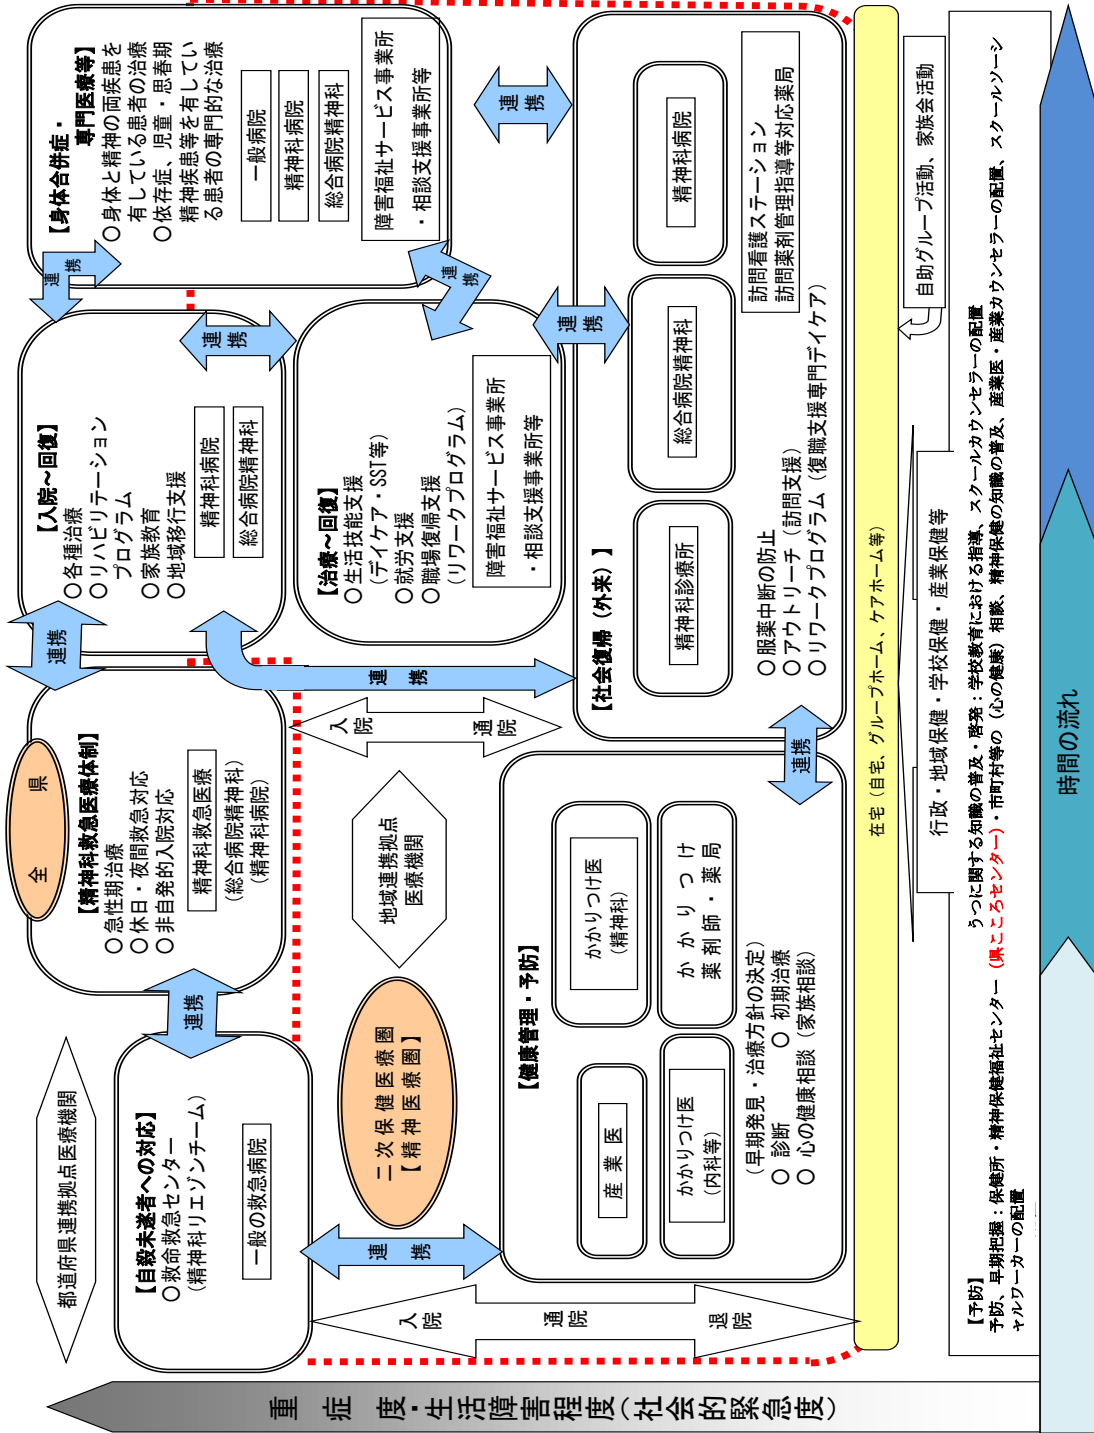 都道府県連携拠点医療機関
全　県
【自殺未遂者への対応】
○救命救急センター
（精神科リエゾンチーム）
一般の救急病院
連携
【精神科救急医療体制】
○急性期治療
○休日・夜間救急対応
○非自発的入院対応
精神科救急医療
（総合病院精神科）
（精神科病院）
連携
【入院～回復】
○各種治療
○リハビリテーション
プログラム
○家族教育
○地域移行支援
精神科病院
総合病院精神科
連携
【身体合併症・
専門医療等】
○身体と精神の両疾患を
有している患者の治療
○依存症、児童・思春期
精神疾患等を有してい
る患者の専門的な治療
一般病院
精神科病院
総合病院精神科
障害福祉サービス事業所
・相談支援事業所等
連携
連携
連携
【治療～回復】
○生活技能支援
（デイケア・SST等）
○就労支援
○職場復帰支援
（リワークプログラム）
障害福祉サービス事業所
・相談支援事業所等
連携
連携
連携
入院
通院
地域連携拠点
医療機関
二次保健医療圏
【精神医療圏】
連携
入院
通院
退院
【健康管理・予防】
産業医
かかりつけ医
（精神科）
かかりつけ医
（内科等）
かかりつけ
薬剤師・薬局
（早期発見・治療方針の決定）
○ 診断　○ 初期治療
○ 心の健康相談（家族相談）
連携
【社会復帰（外来）】
精神科診療所
総合病院精神科
精神科病院
○服薬中断の防止
○アウトリーチ（訪問支援）
○リワークプログラム（復職支援専門デイケア）
訪問看護ステーション
訪問薬剤管理指導等対応薬局
在宅（自宅、グループホーム、ケアホーム等）
行政・地域保健・学校保健・産業保健等
自助グループ活動、家族会活動
【予防】
うつに関する知識の普及・啓発：学校教育における指導、スクールカウンセラーの配置
予防、早期把握：保健所・精神保健福祉センター（県こころセンター）・市町村等の（心の健康）相談、精神保健の知識の普及、産業医・産業カウンセラーの配置、スクールソーシ
ャルワーカーの配置
重　症　度・生活障害程度（社会的緊急度）
時間の流れ